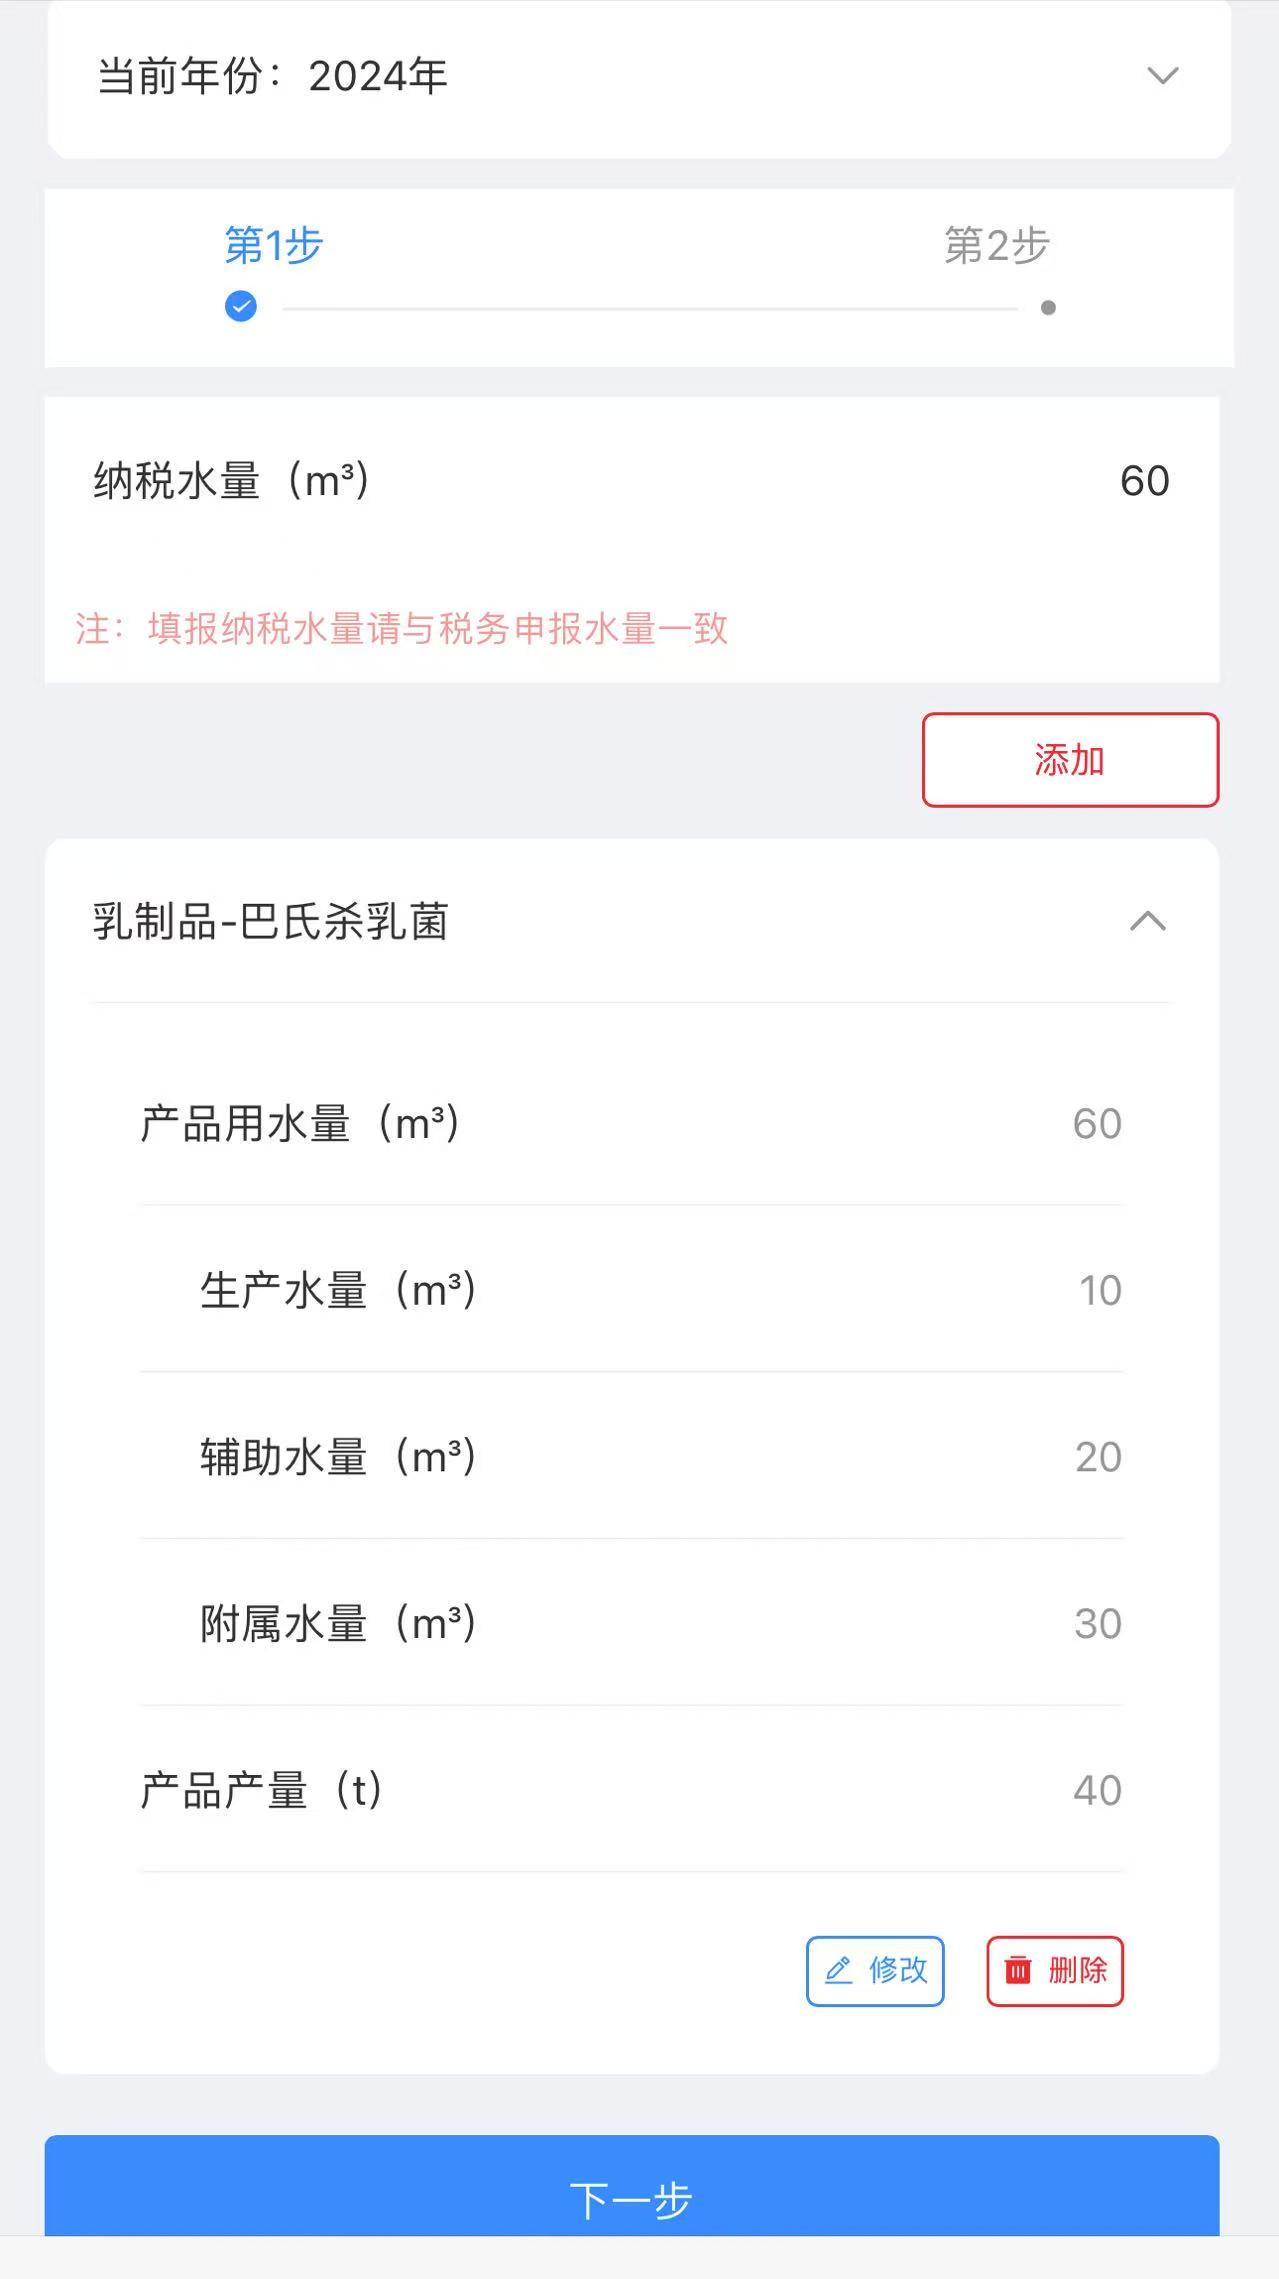 当前年份：2024年
第1步 第2步
纳税水量（m³） 60
注：填报纳税水量请与税务申报水量一致
添加
乳制品-巴氏杀乳菌
产品用水量（m³） 60
生产水量（m³） 10
辅助水量（m³） 20
附属水量（m³） 30
产品产量（t） 40
修改 删除
下一步